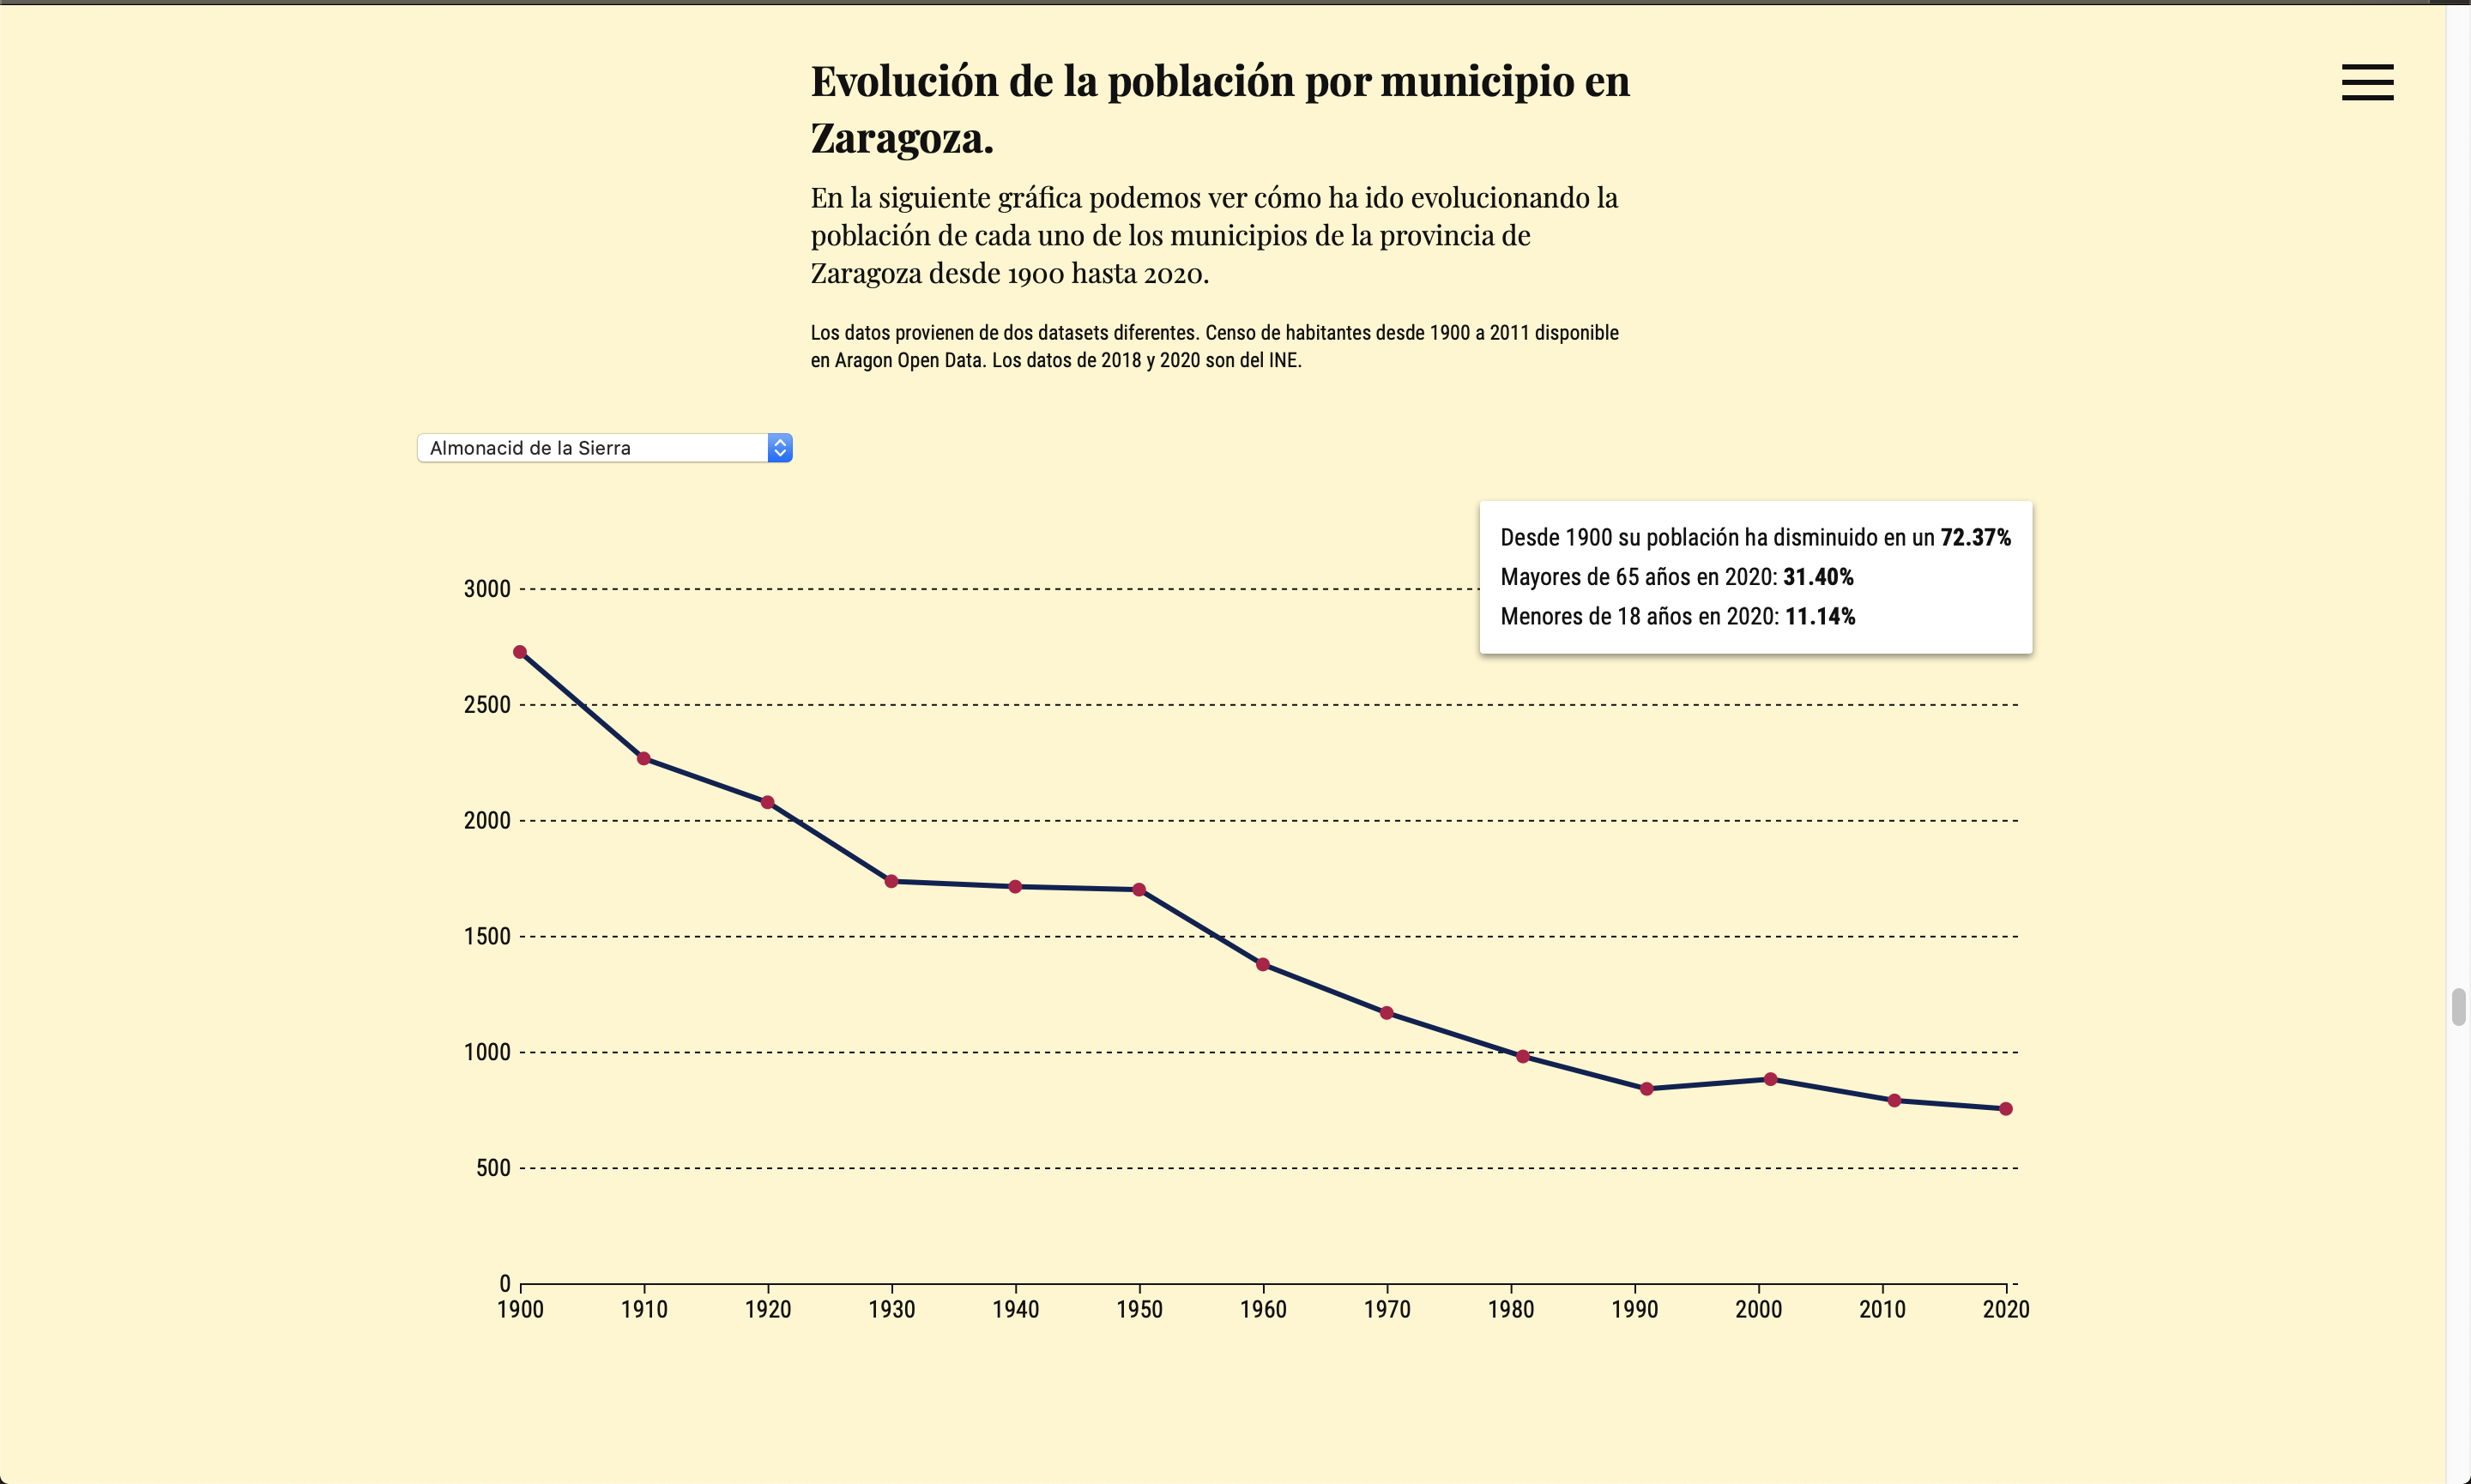 Evolución de la población por municipio en
Zaragoza.
En la siguiente gráfica podemos ver cómo ha ido evolucionando la
población de cada uno de los municipios de la provincia de
Zaragoza desde 1900 hasta 2020.
Los datos provienen de dos datasets diferentes. Censo de habitantes desde 1900 a 2011 disponible
en Aragon Open Data. Los datos de 2018 y 2020 son del INE.
Almonacid de la Sierra
Desde 1900 su población ha disminuido en un 72.37%
Mayores de 65 años en 2020: 31.40%
Menores de 18 años en 2020: 11.14%
3000
2500
2000
1500
1000
500
0
1900 1910 1920 1930 1940 1950 1960 1970 1980 1990 2000 2010 2020